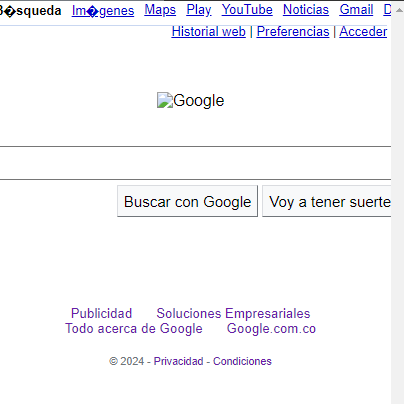 B�squeda Im�genes Maps Play YouTube Noticias Gmail D
Historial web | Preferencias | Acceder
Google
Buscar con Google Voy a tener suerte
Publicidad Soluciones Empresariales
Todo acerca de Google Google.com.co
© 2024 - Privacidad - Condiciones